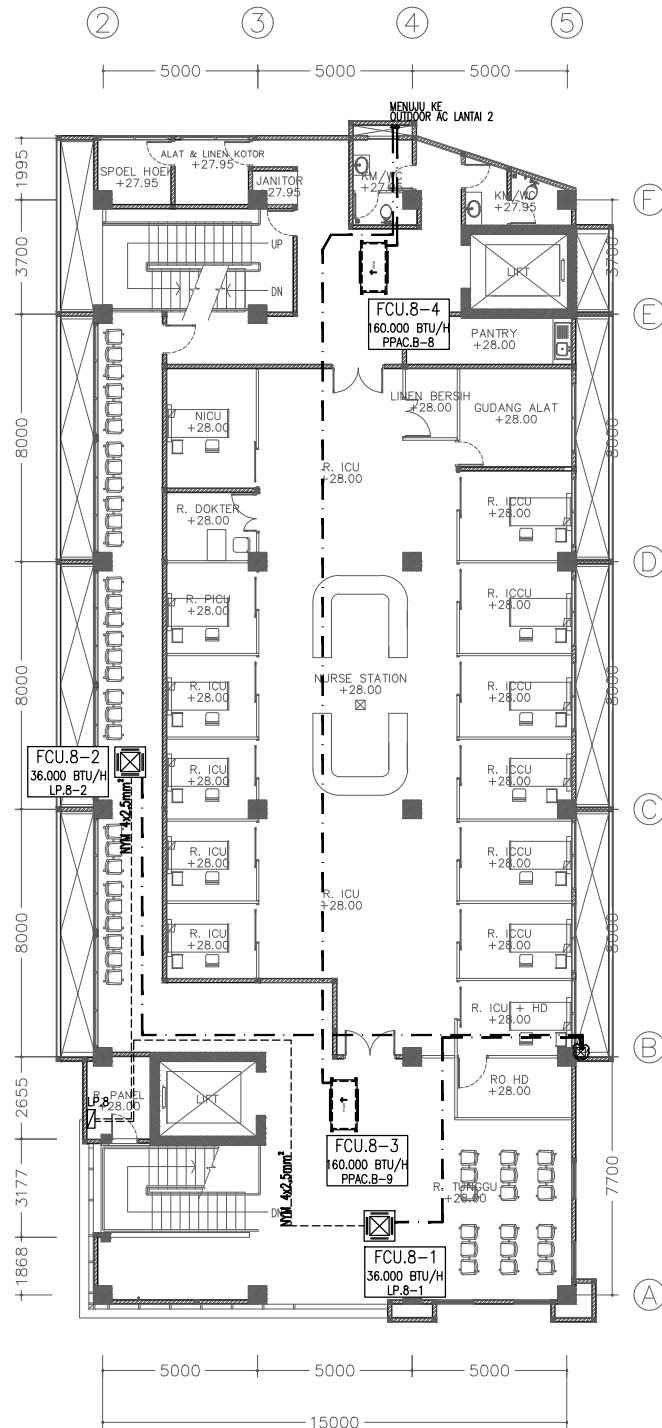 2
3
4
5
5000
5000
5000
MENUJU KE
OUTDOOR AC LANTAI 2
1995
ALAT & LINEN KOTOR
+27.95
SPOEL HOEK
+27.95
JANITOR
+27.95
KM/WC
+27.95
KM/WC
+27.95
F
3700
3700
UP
DN
LIFT
E
FCU.8-4
160.000 BTU/H
PPAC.B-8
PANTRY
+28.00
LINEN BERSIH
+28.00
GUDANG ALAT
+28.00
NICU
+28.00
R. ICU
+28.00
8000
8000
R. DOKTER
+28.00
R. ICCU
+28.00
D
R. PICU
+28.00
R. ICCU
+28.00
NURSE STATION
+28.00
R. ICU
+28.00
R. ICCU
+28.00
8000
8000
FCU.8-2
36.000 BTU/H
LP.8-2
R. ICU
+28.00
R. ICCU
+28.00
NYM 4x2,5mm²
C
R. ICU
+28.00
R. ICCU
+28.00
R. ICU
+28.00
R. ICU
+28.00
R. ICCU
+28.00
8000
8000
R. ICU + HD
+28.00
B
RO HD
+28.00
LP.8
R. PANEL
+28.00
LIFT
2655
FCU.8-3
160.000 BTU/H
PPAC.B-9
3177
DN
NYM 4x2,5mm²
R. TUNGGU
+28.00
7700
FCU.8-1
36.000 BTU/H
LP.8-1
1868
A
5000
5000
5000
15000